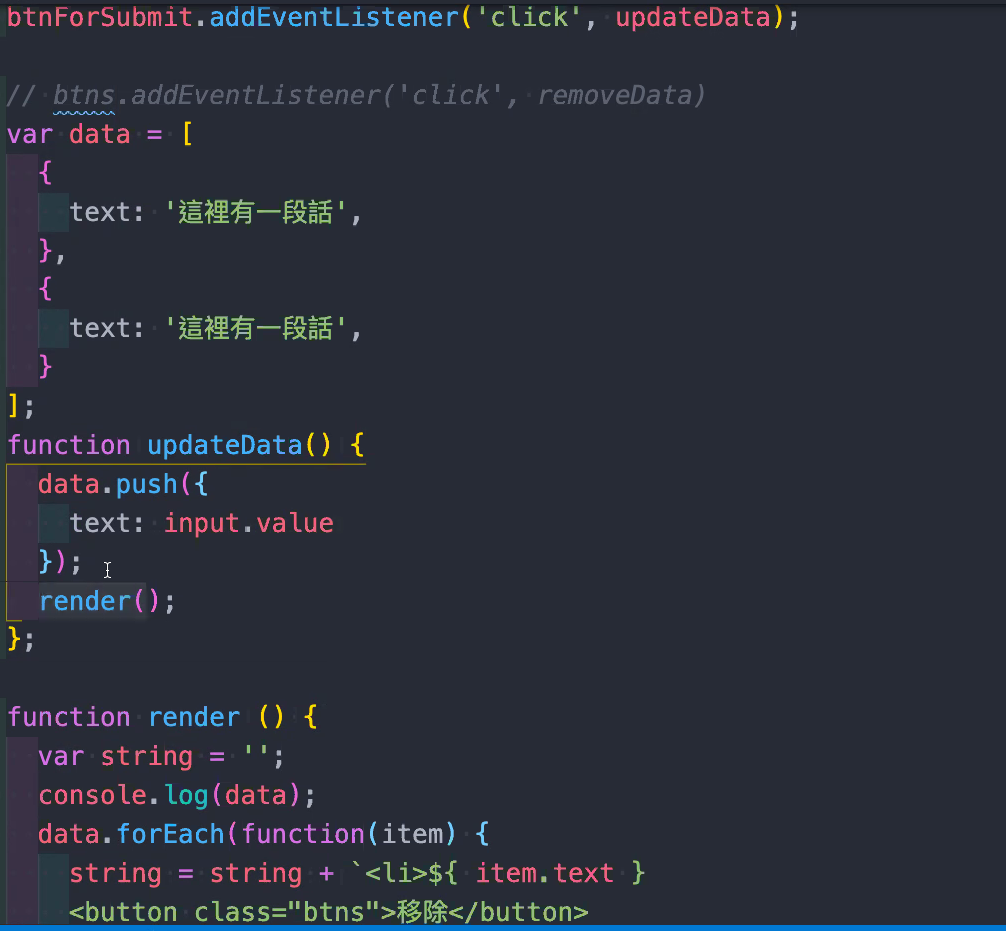 btnForSubmit.addEventListener('click', updateData);
// btns.addEventListener('click', removeData)
var data = [
{
text: '這裡有一段話',
},
{
text: '這裡有一段話',
}
];
function updateData() {
data.push({
text: input.value
});
render();
};
function render () {
var string = '';
console.log(data);
data.forEach(function(item) {
string = string + `<li>${ item.text }
<button class="btns">移除</button>